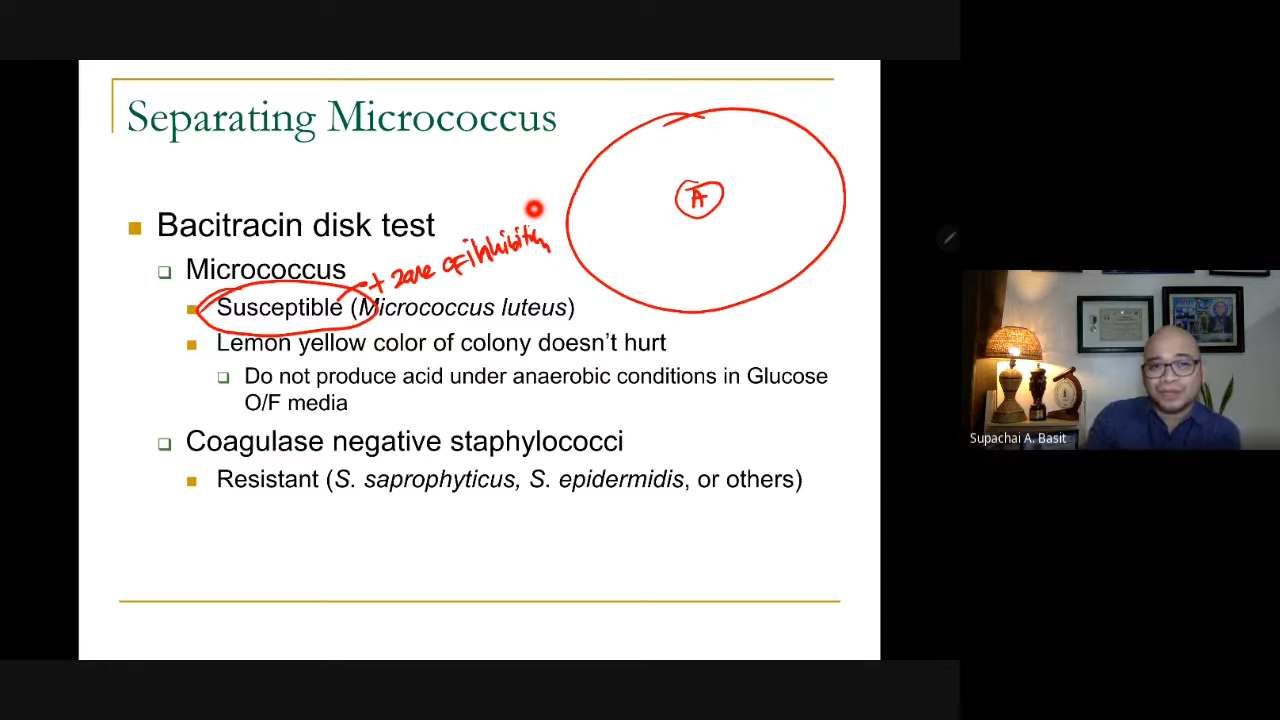 Separating Micrococcus
A
Bacitracin disk test
+ zone of inhibition
Micrococcus
Susceptible (Micrococcus luteus)
Lemon yellow color of colony doesn't hurt
Do not produce acid under anaerobic conditions in Glucose
O/F media
Coagulase negative staphylococci
Resistant (S. saprophyticus, S. epidermidis, or others)
Supachai A. Basit